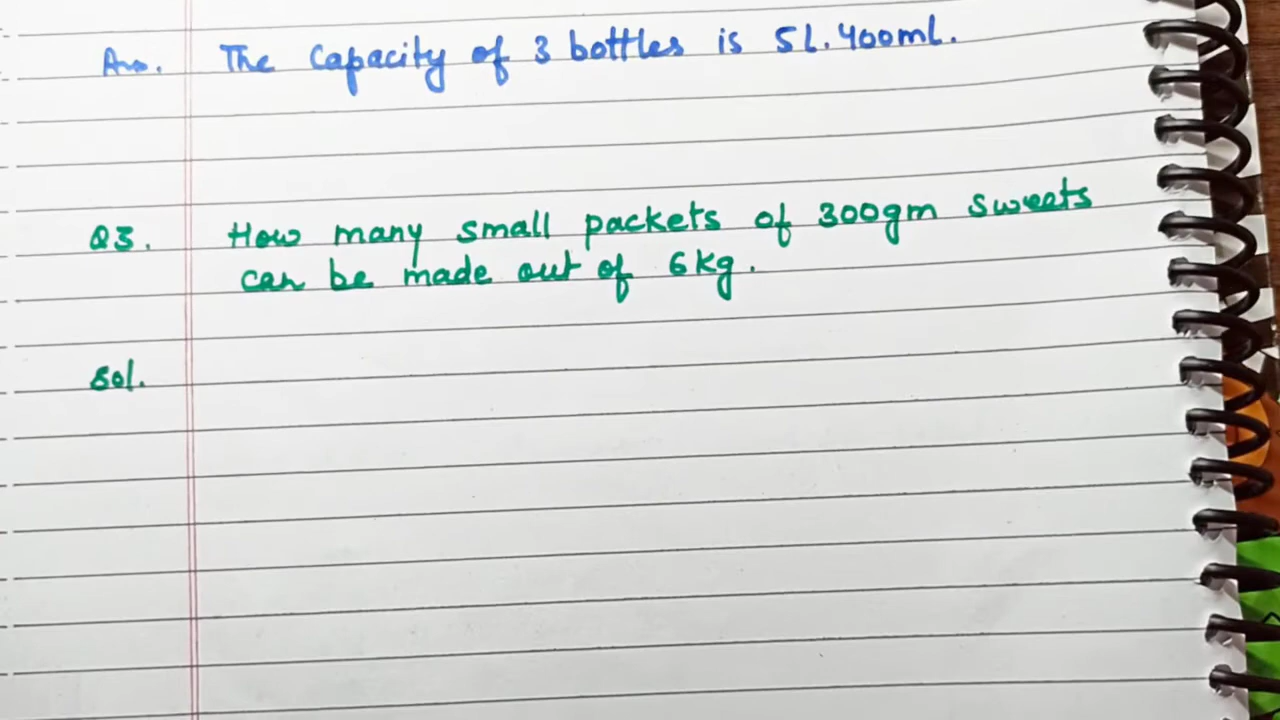 Ans. The Capacity of 3 bottles is 5L.400ml.
Q3. How many small packets of 300gm sweets
can be made out of 6kg.
Sol.